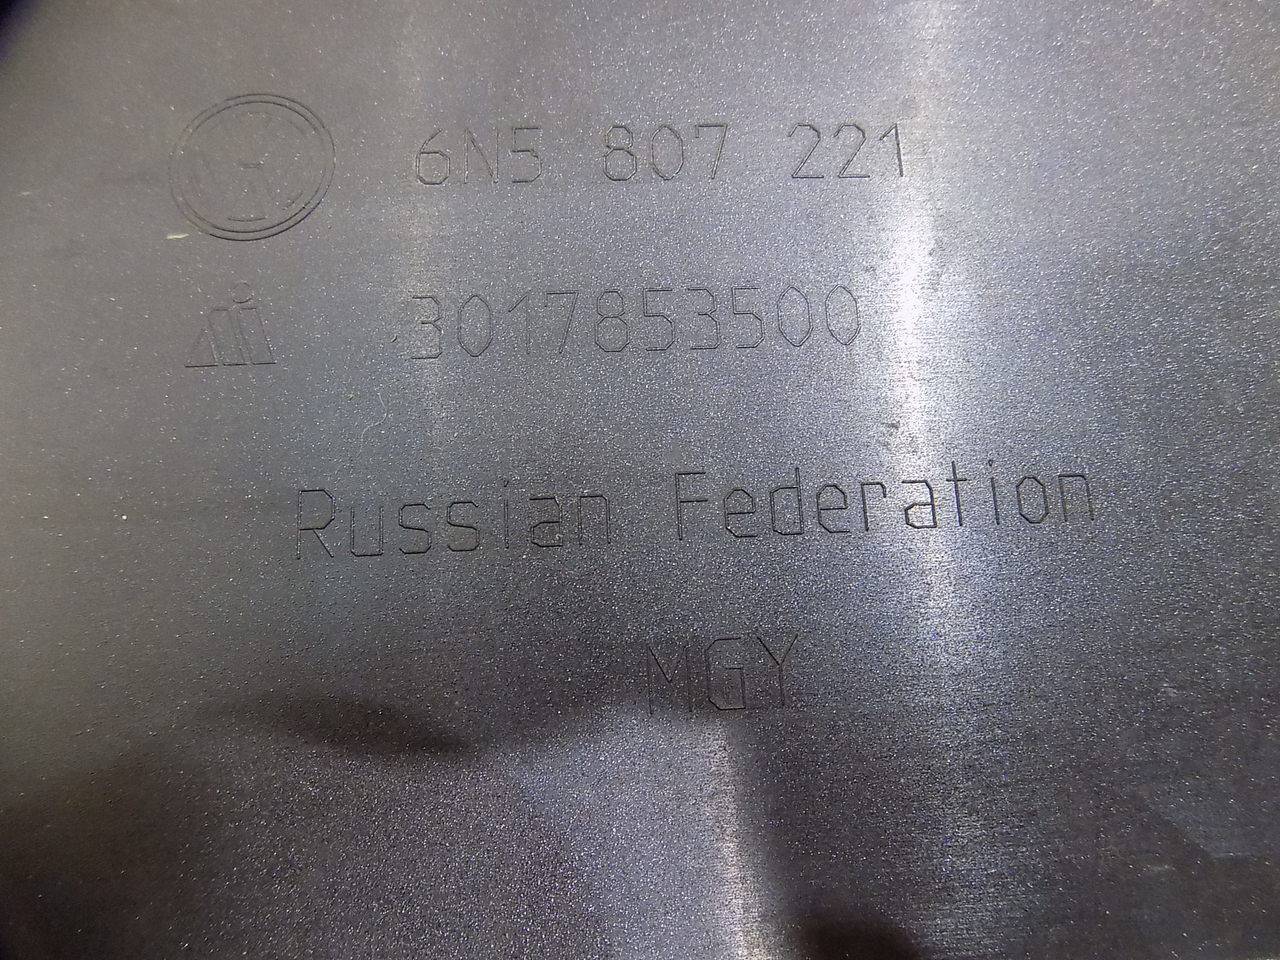 6N5 807 221
3017853500
Russian Federation
MGY